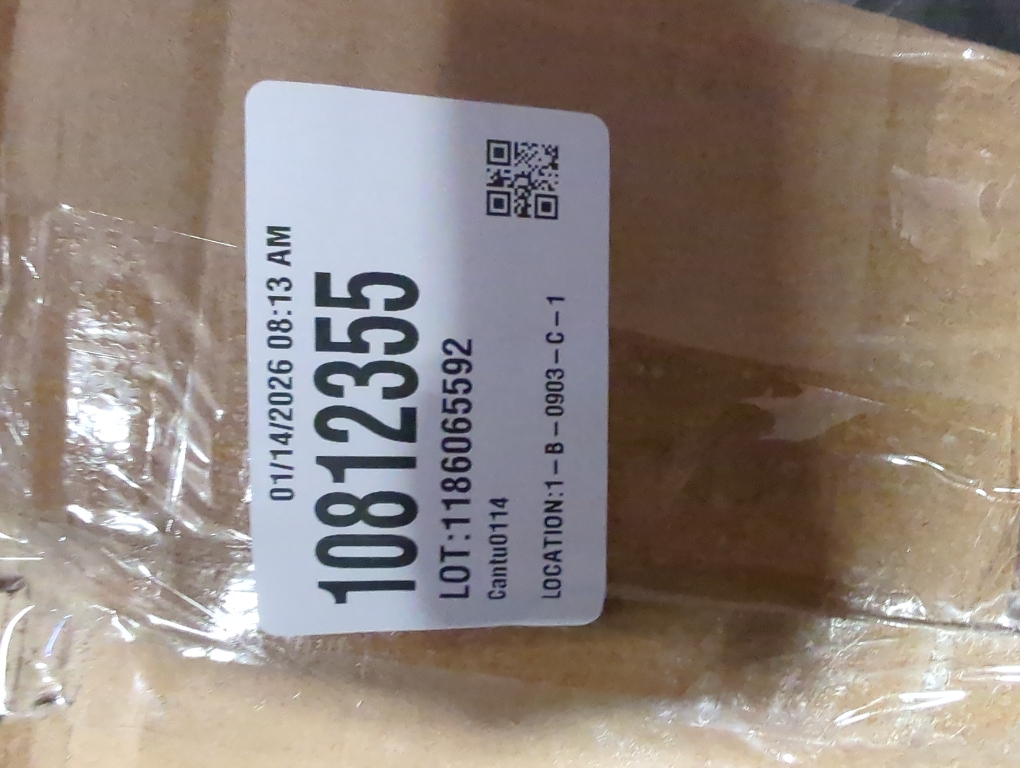 01/14/2026 08:13 AM
10812355
LOT:1186065592
Cantu0114
LOCATION:1-B-0903-C-1